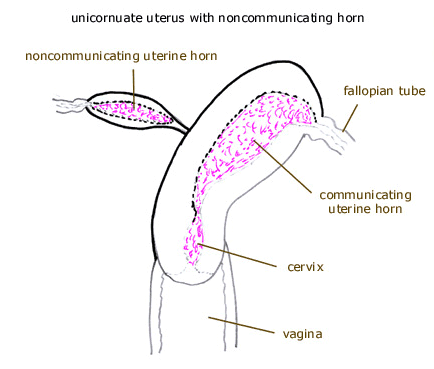 unicornuate uterus with noncommunicating horn
noncommunicating uterine horn
fallopian tube
communicating
uterine horn
cervix
vagina